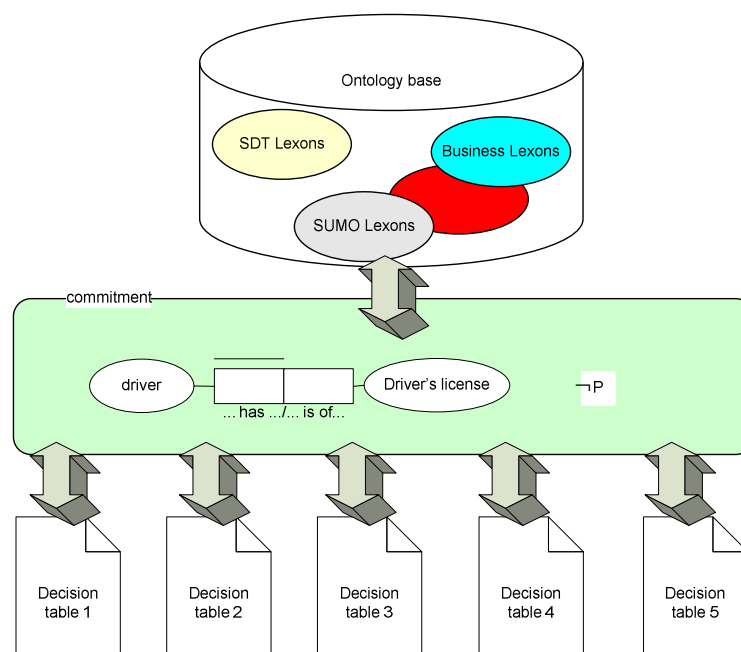 Ontology base
SDT Lexons
Business Lexons
SUMO Lexons
commitment
driver
Driver's license
¬P
... has .../... is of...
Decision
table 1
Decision
table 2
Decision
table 3
Decision
table 4
Decision
table 5